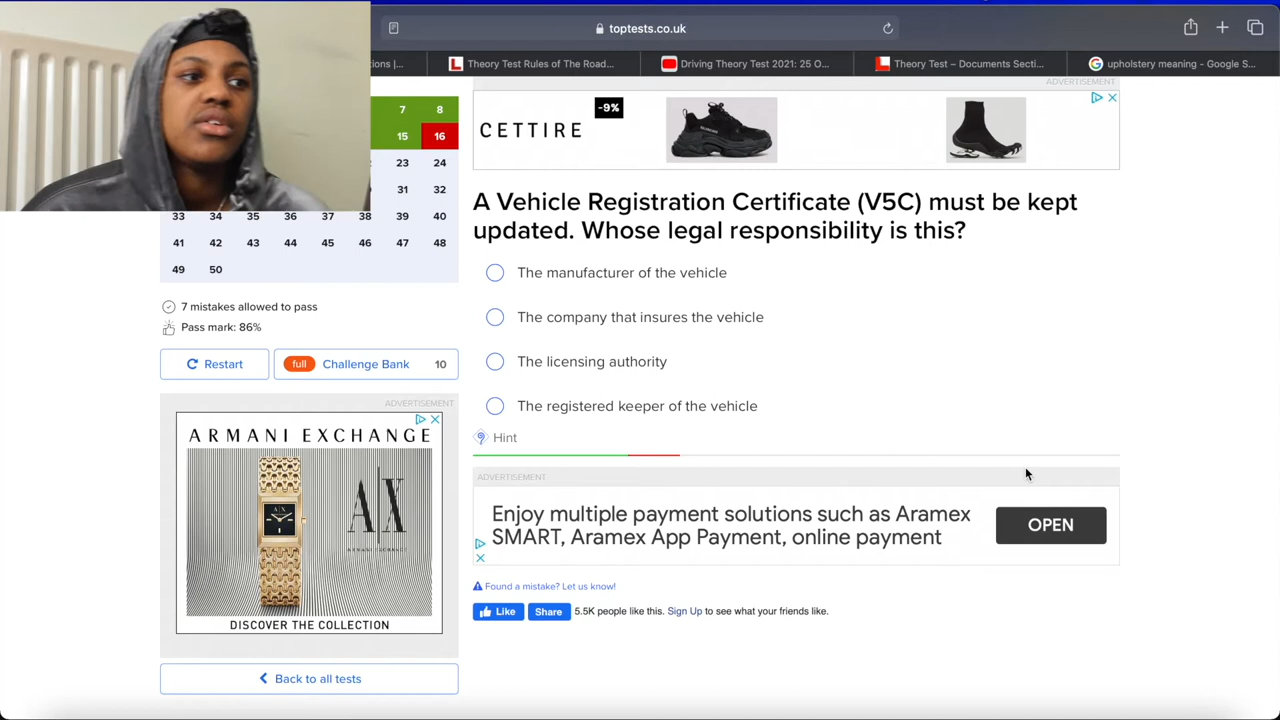 toptests.co.uk
tions |...
Theory Test Rules of The Road...
Driving Theory Test 2021: 25 O...
Theory Test – Documents Secti...
upholstery meaning - Google S...
ADVERTISEMENT
CETTIRE
-9%
7 8
15 16
23 24
31 32
33 34 35 36 37 38 39 40
41 42 43 44 45 46 47 48
49 50
7 mistakes allowed to pass
Pass mark: 86%
Restart
full Challenge Bank 10
ADVERTISEMENT
ARMANI EXCHANGE
A|X
ARMANI EXCHANGE
DISCOVER THE COLLECTION
Back to all tests
A Vehicle Registration Certificate (V5C) must be kept
updated. Whose legal responsibility is this?
The manufacturer of the vehicle
The company that insures the vehicle
The licensing authority
The registered keeper of the vehicle
Hint
ADVERTISEMENT
Enjoy multiple payment solutions such as Aramex
SMART, Aramex App Payment, online payment
OPEN
Found a mistake? Let us know!
Like
Share
5.5K people like this. Sign Up to see what your friends like.